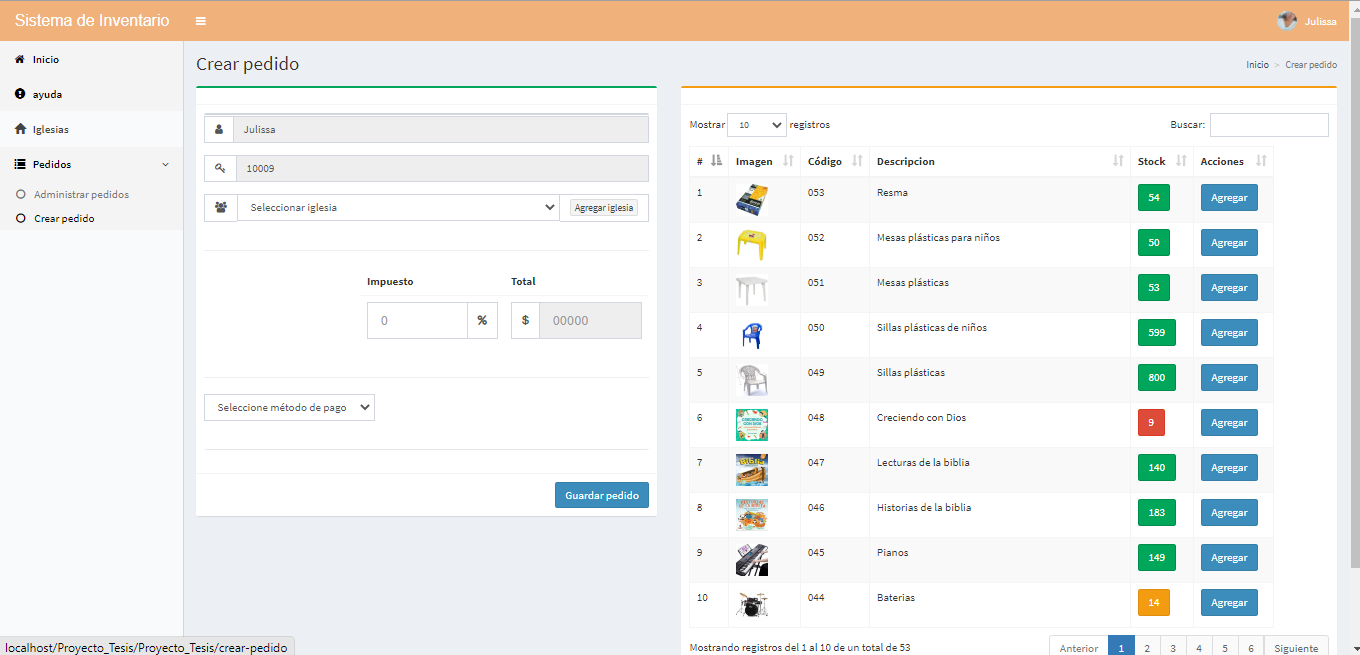 Sistema de Inventario
Julissa
Inicio
ayuda
Iglesias
Pedidos
Administrar pedidos
Crear pedido
Crear pedido
Inicio > Crear pedido
Julissa
10009
Seleccionar iglesia Agregar iglesia
Impuesto Total
0 % $ 00000
Seleccione método de pago
Guardar pedido
Mostrar 10 registros Buscar:
# Imagen Código Descripcion Stock Acciones
1 053 Resma 54 Agregar
2 052 Mesas plásticas para niños 50 Agregar
3 051 Mesas plásticas 53 Agregar
4 050 Sillas plásticas de niños 599 Agregar
5 049 Sillas plásticas 800 Agregar
6 CRECIENDO CON DIOS 048 Creciendo con Dios 9 Agregar
7 Biblia 047 Lecturas de la biblia 140 Agregar
8 046 Historias de la biblia 183 Agregar
9 045 Pianos 149 Agregar
10 044 Baterias 14 Agregar
Mostrando registros del 1 al 10 de un total de 53
Anterior 1 2 3 4 5 6 Siguiente
localhost/Proyecto_Tesis/Proyecto_Tesis/crear-pedido